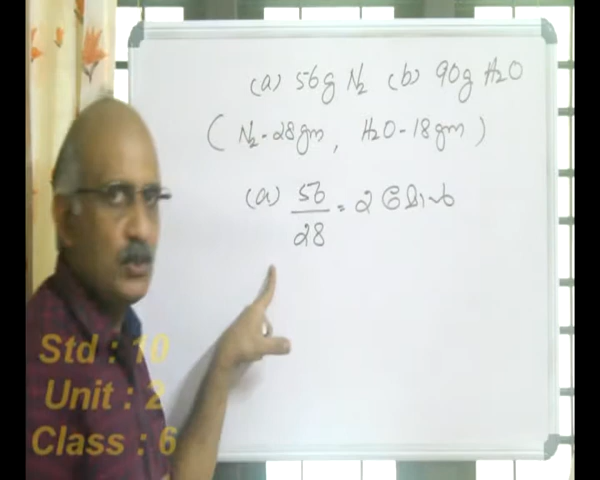 (a) 56g N₂ (b) 90g H₂O
( N₂ - 28gm, H₂O - 18gm )
(a) 56
28
= 2 മോൾ
Std : 10
Unit : 2
Class : 6